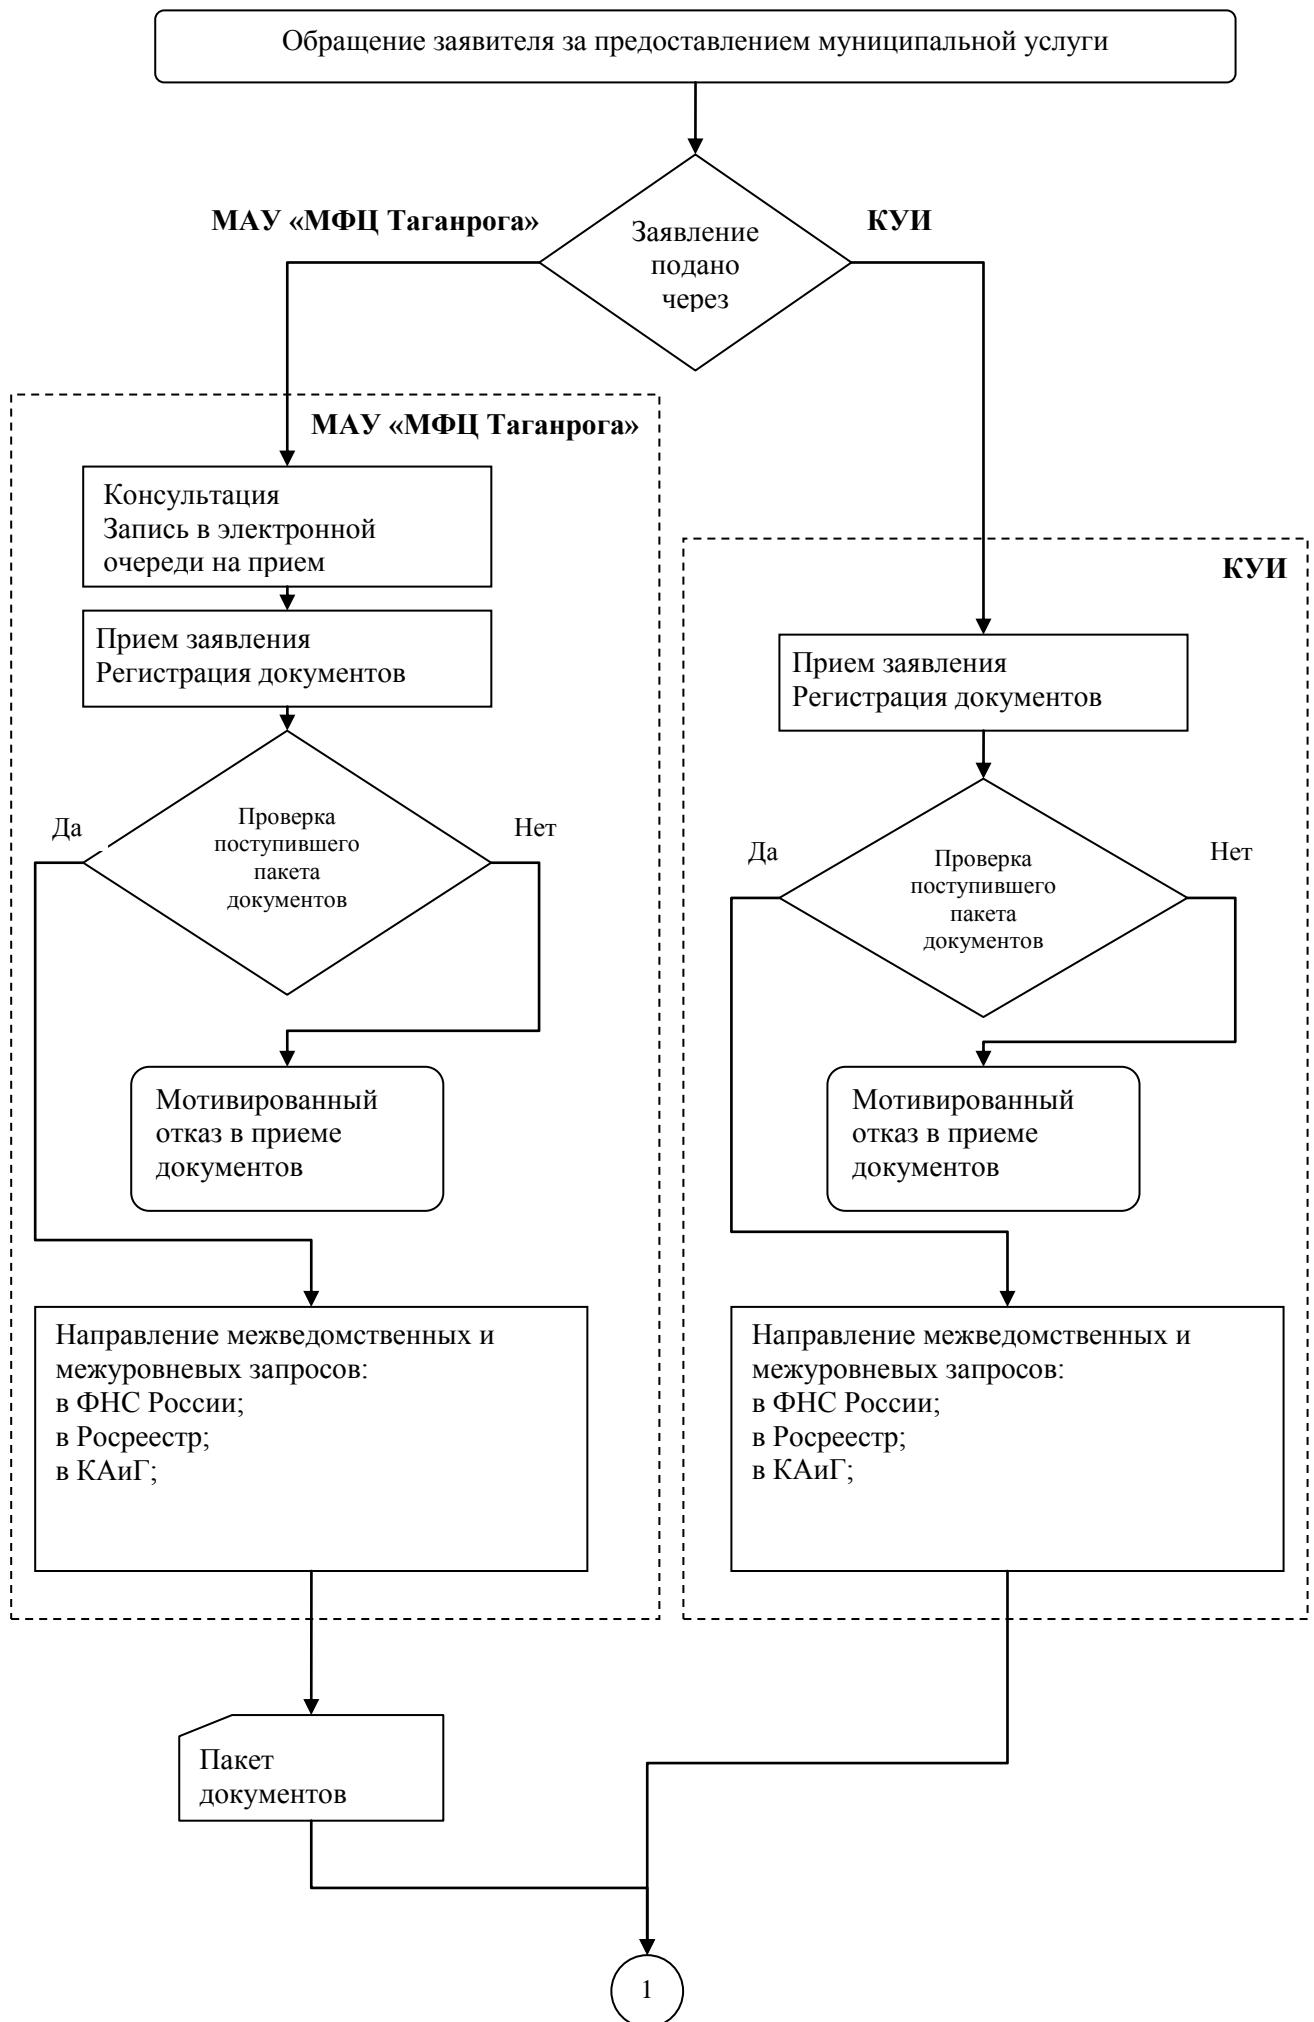 Обращение заявителя за предоставлением муниципальной услуги
МАУ «МФЦ Таганрога»
КУИ
Заявление
подано
через
МАУ «МФЦ Таганрога»
Консультация
Запись в электронной
очереди на прием
Прием заявления
Регистрация документов
Да
Проверка
поступившего
пакета
документов
Нет
Мотивированный
отказ в приеме
документов
Направление межведомственных и
межуровневых запросов:
в ФНС России;
в Росреестр;
в КАиГ;
КУИ
Прием заявления
Регистрация документов
Да
Проверка
поступившего
пакета
документов
Нет
Мотивированный
отказ в приеме
документов
Направление межведомственных и
межуровневых запросов:
в ФНС России;
в Росреестр;
в КАиГ;
Пакет
документов
1